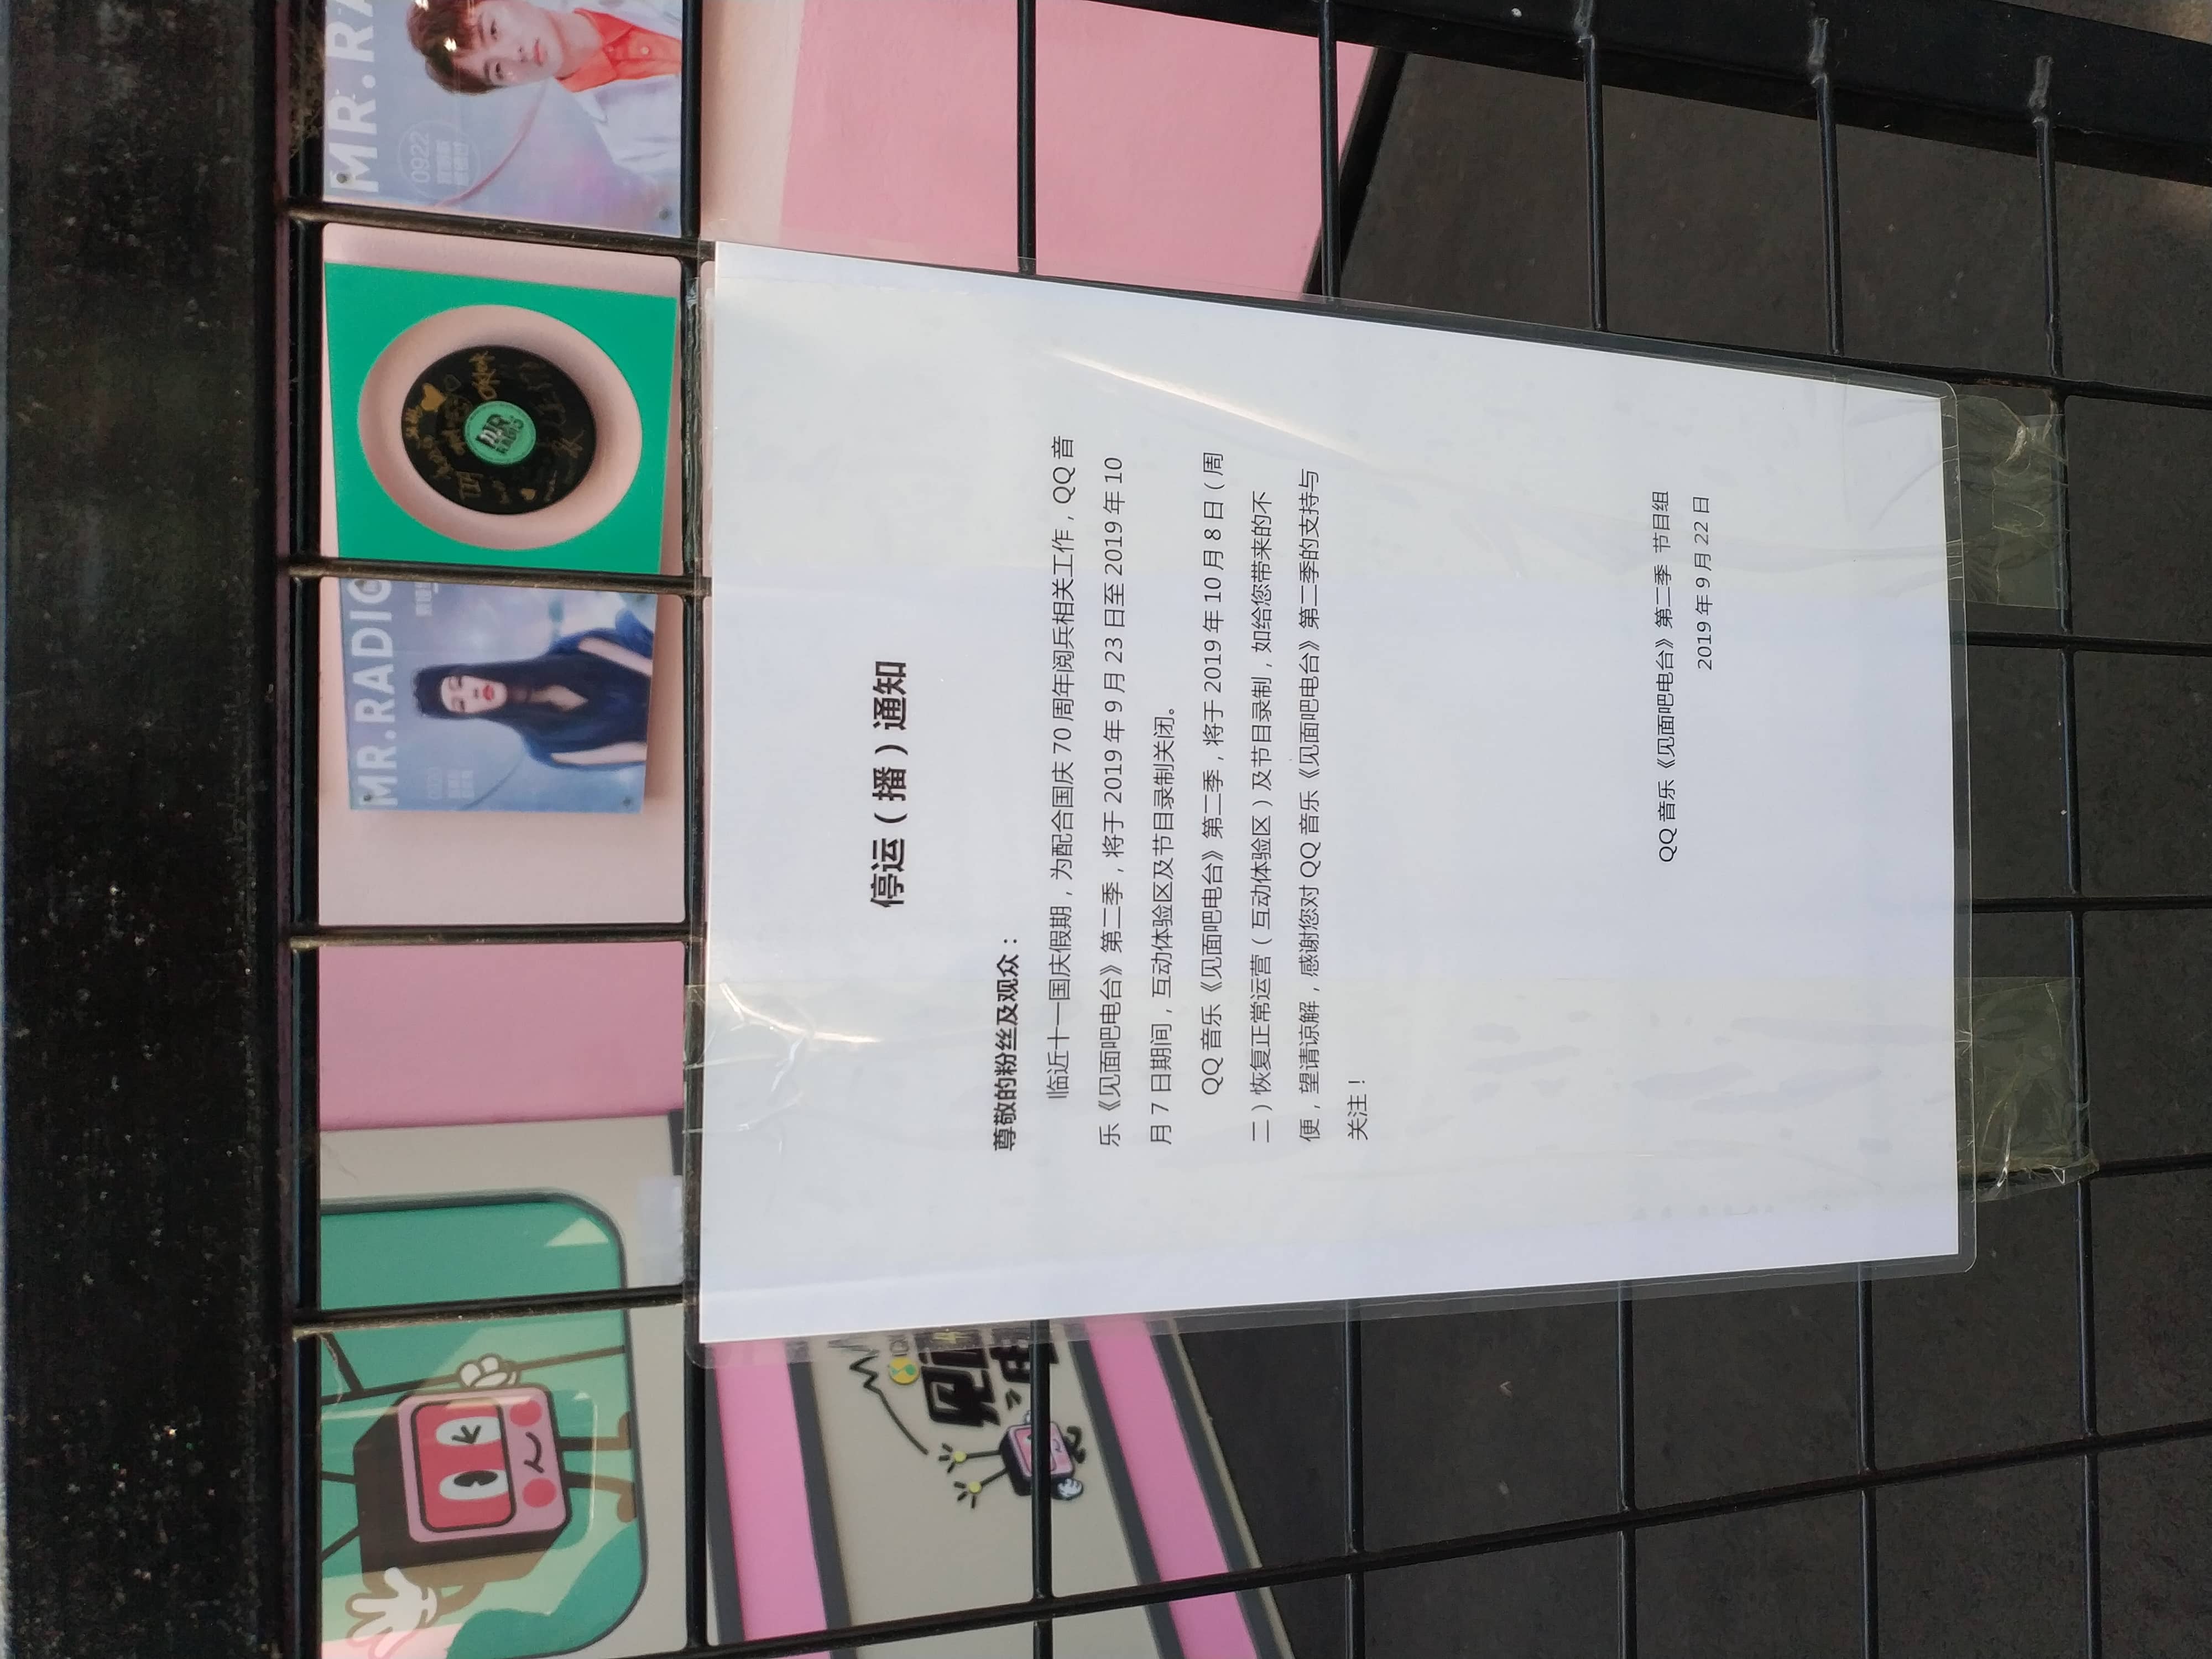 MR.RADIO
MR.RA
0922
MR
RADIO
停运（播）通知
尊敬的粉丝及观众：
临近十一国庆假期，为配合国庆 70 周年阅兵相关工作，QQ 音
乐《见面吧电台》第二季，将于 2019 年 9 月 23 日至 2019 年 10
月 7 日期间，互动体验区及节目录制关闭。
QQ 音乐《见面吧电台》第二季，将于 2019 年 10 月 8 日（周
二）恢复正常运营（互动体验区）及节目录制，如给您带来的不
便，望请谅解，感谢您对 QQ 音乐《见面吧电台》第二季的支持与
关注！
QQ 音乐《见面吧电台》第二季 节目组
2019 年 9 月 22 日
见